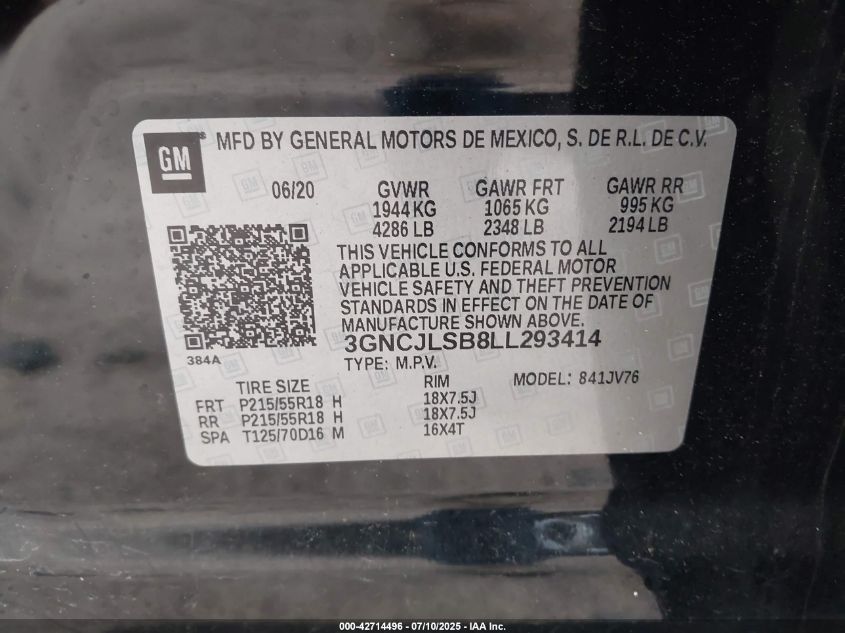 GM® MFD BY GENERAL MOTORS DE MEXICO, S. DE R.L. DE C.V.
06/20 GVWR GAWR FRT GAWR RR
1944 KG 1065 KG 995 KG
4286 LB 2348 LB 2194 LB
THIS VEHICLE CONFORMS TO ALL
APPLICABLE U.S. FEDERAL MOTOR
VEHICLE SAFETY AND THEFT PREVENTION
STANDARDS IN EFFECT ON THE DATE OF
MANUFACTURE SHOWN ABOVE.
3GNCJLSB8LL293414
384A
TYPE: M.P.V.
TIRE SIZE RIM MODEL: 841JV76
FRT P215/55R18 H 18X7.5J
RR P215/55R18 H 18X7.5J
SPA T125/70D16 M 16X4T
000-42714496 - 07/10/2025 - IAA Inc.